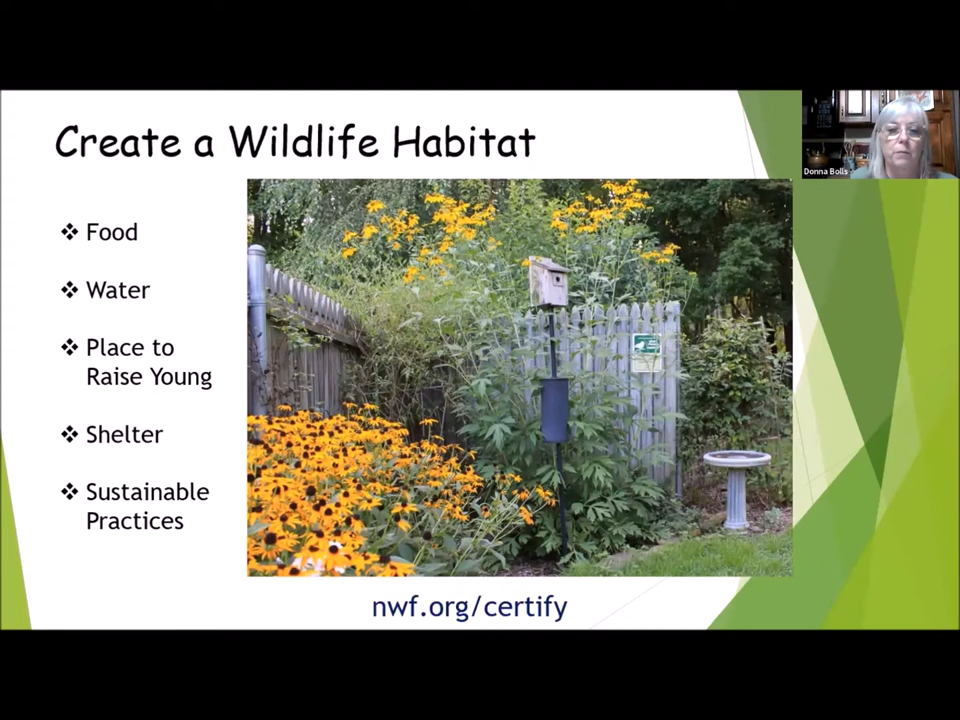 Create a Wildlife Habitat
Donna Bolls
Food
Water
Place to
Raise Young
Shelter
Sustainable
Practices
nwf.org/certify